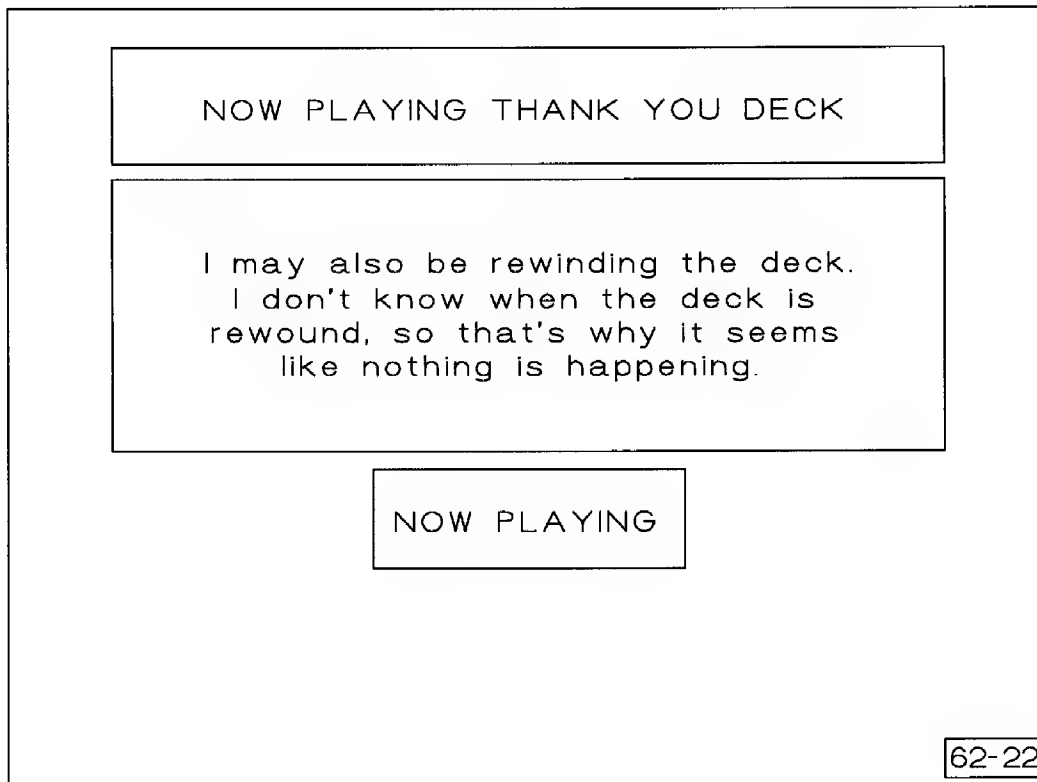 NOW PLAYING THANK YOU DECK
I may also be rewinding the deck.
I don't know when the deck is
rewound, so that's why it seems
like nothing is happening.
NOW PLAYING
62-22